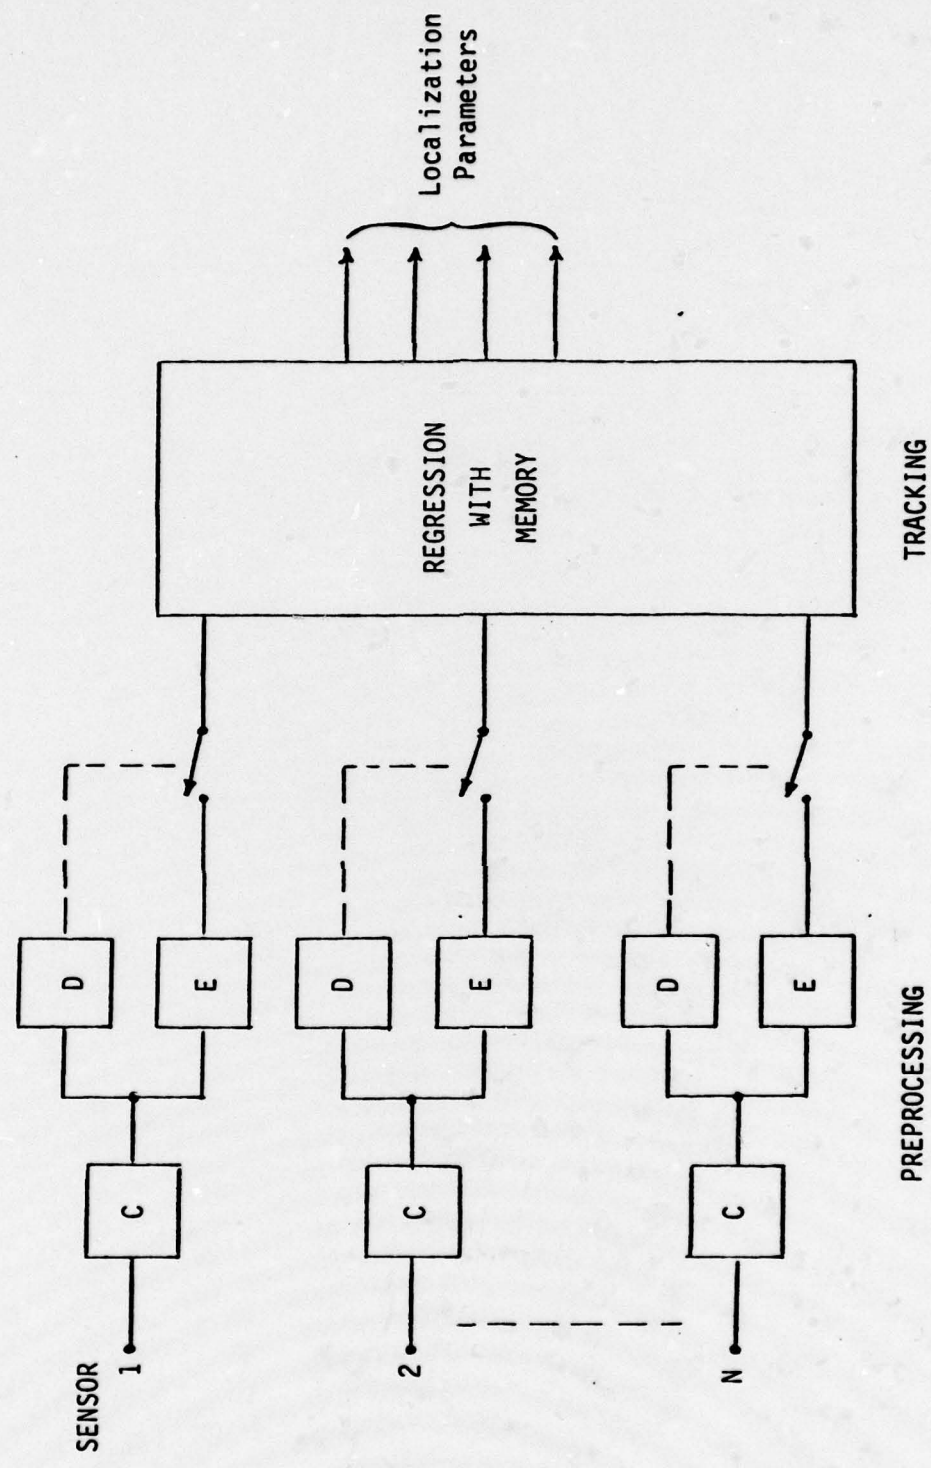 SENSOR
1
C
D
E
2
C
D
E
N
C
D
E
REGRESSION
WITH
MEMORY
Localization
Parameters
PREPROCESSING
TRACKING